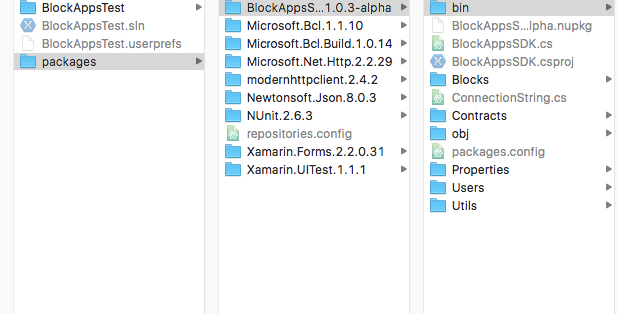 BlockAppsTest
BlockAppsTest.sln
BlockAppsTest.userprefs
packages
BlockAppsS...1.0.3-alpha
Microsoft.Bcl.1.1.10
Microsoft.Bcl.Build.1.0.14
Microsoft.Net.Http.2.2.29
modernhttpclient.2.4.2
Newtonsoft.Json.8.0.3
NUnit.2.6.3
repositories.config
Xamarin.Forms.2.2.0.31
Xamarin.UITest.1.1.1
bin
BlockAppsS...lpha.nupkg
BlockAppsSDK.cs
BlockAppsSDK.csproj
Blocks
ConnectionString.cs
Contracts
obj
packages.config
Properties
Users
Utils